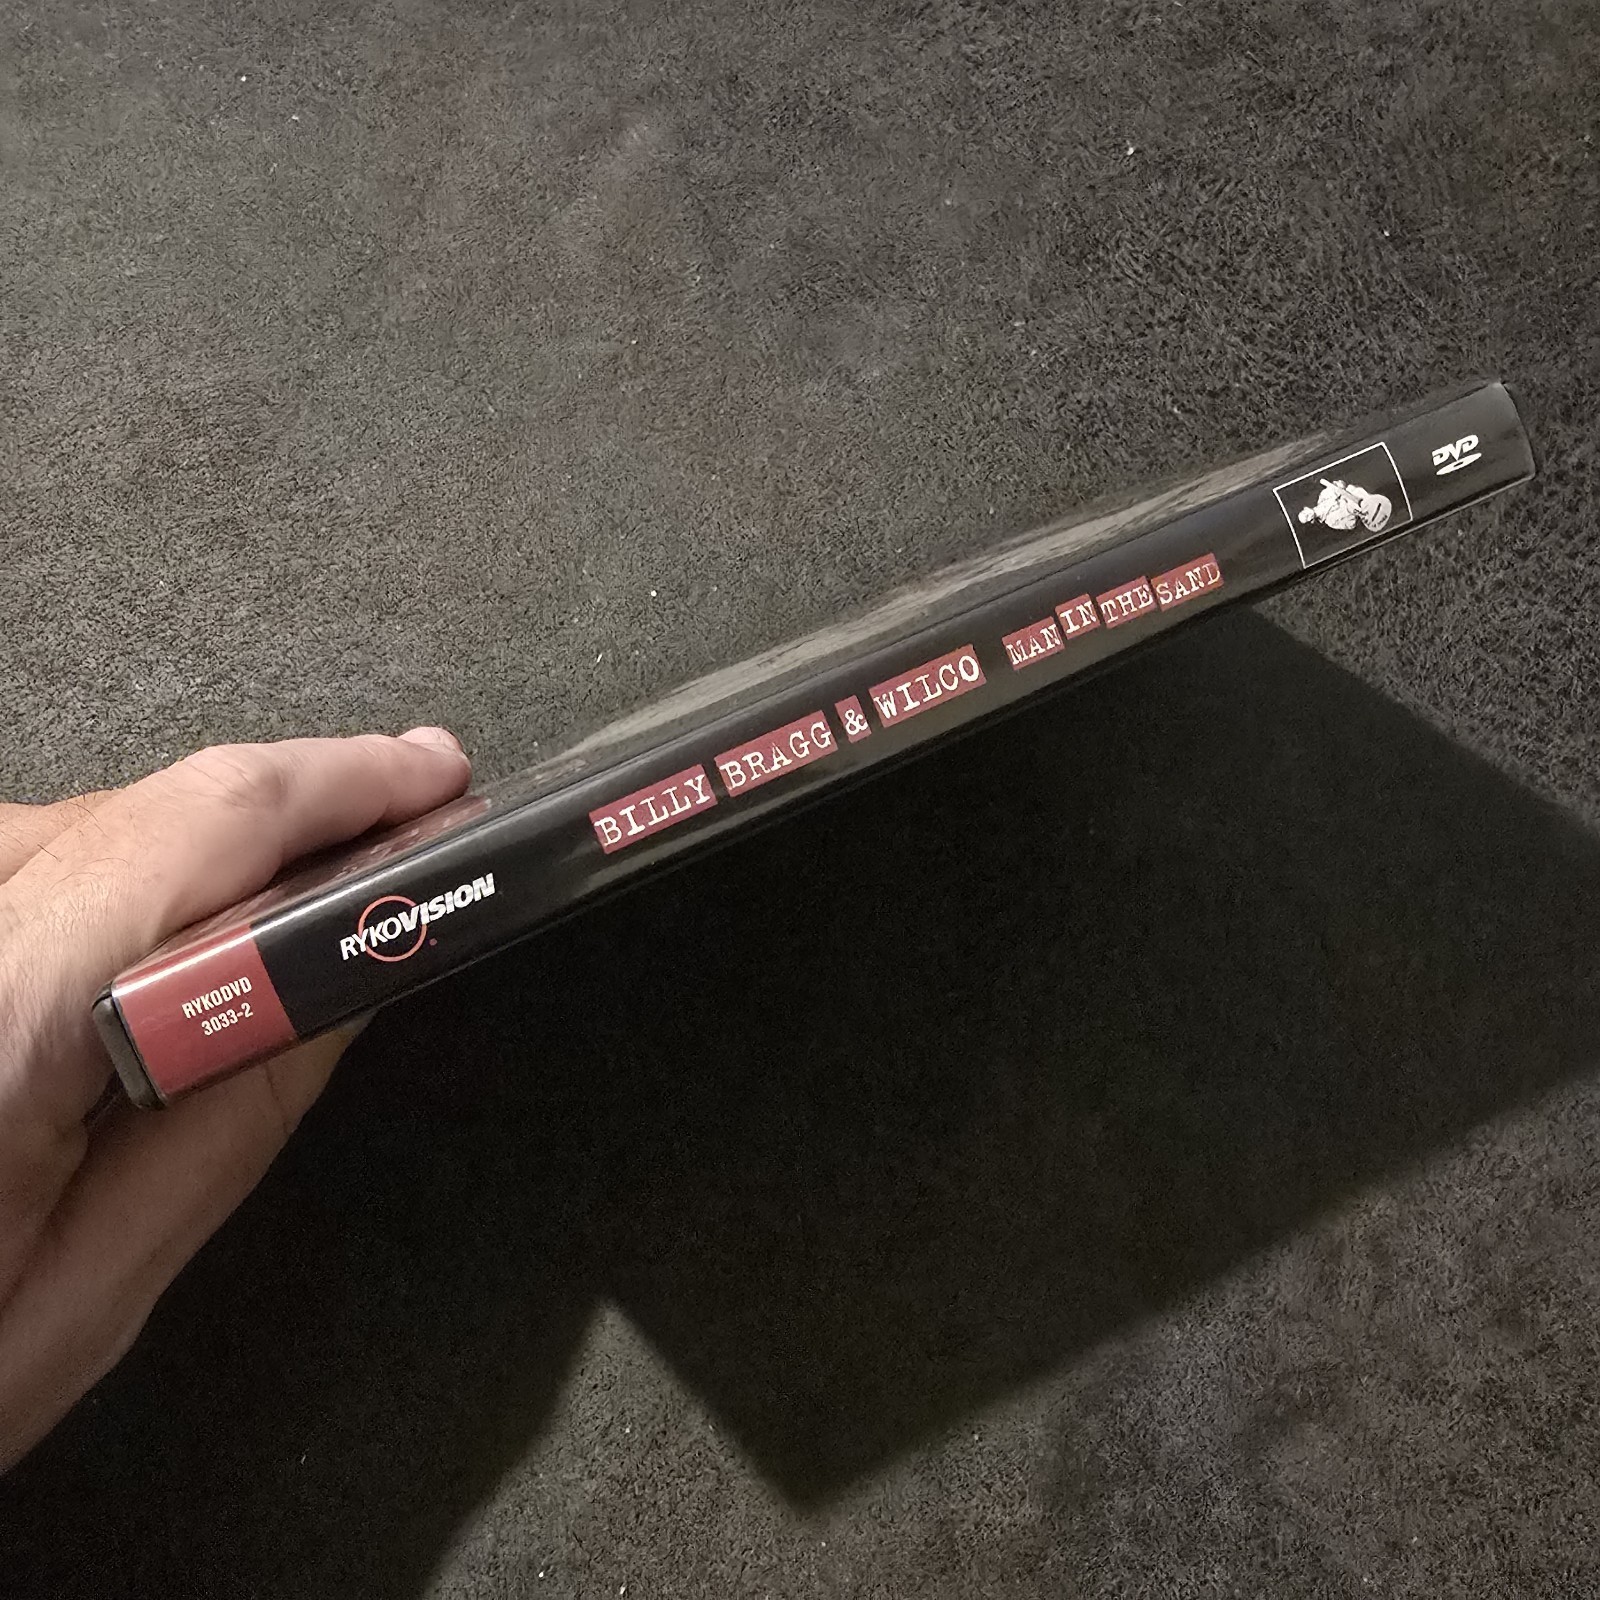 RYKODVD
3033-2
RYKOVISION
BILLY BRAGG & WILCO MAN IN THE SAND
DVD